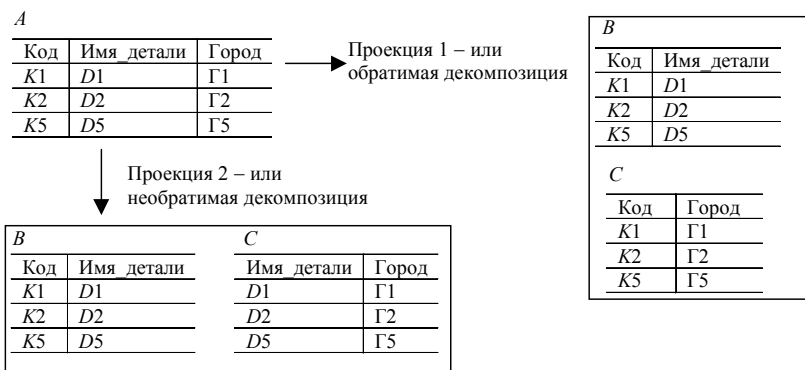 A
Код Имя_детали Город
K1 D1 Г1
K2 D2 Г2
K5 D5 Г5
Проекция 1 – или
обратимая декомпозиция
Проекция 2 – или
необратимая декомпозиция
B
Код Имя_детали
K1 D1
K2 D2
K5 D5
C
Имя_детали Город
D1 Г1
D2 Г2
D5 Г5
B
Код Имя_детали
K1 D1
K2 D2
K5 D5
C
Код Город
K1 Г1
K2 Г2
K5 Г5